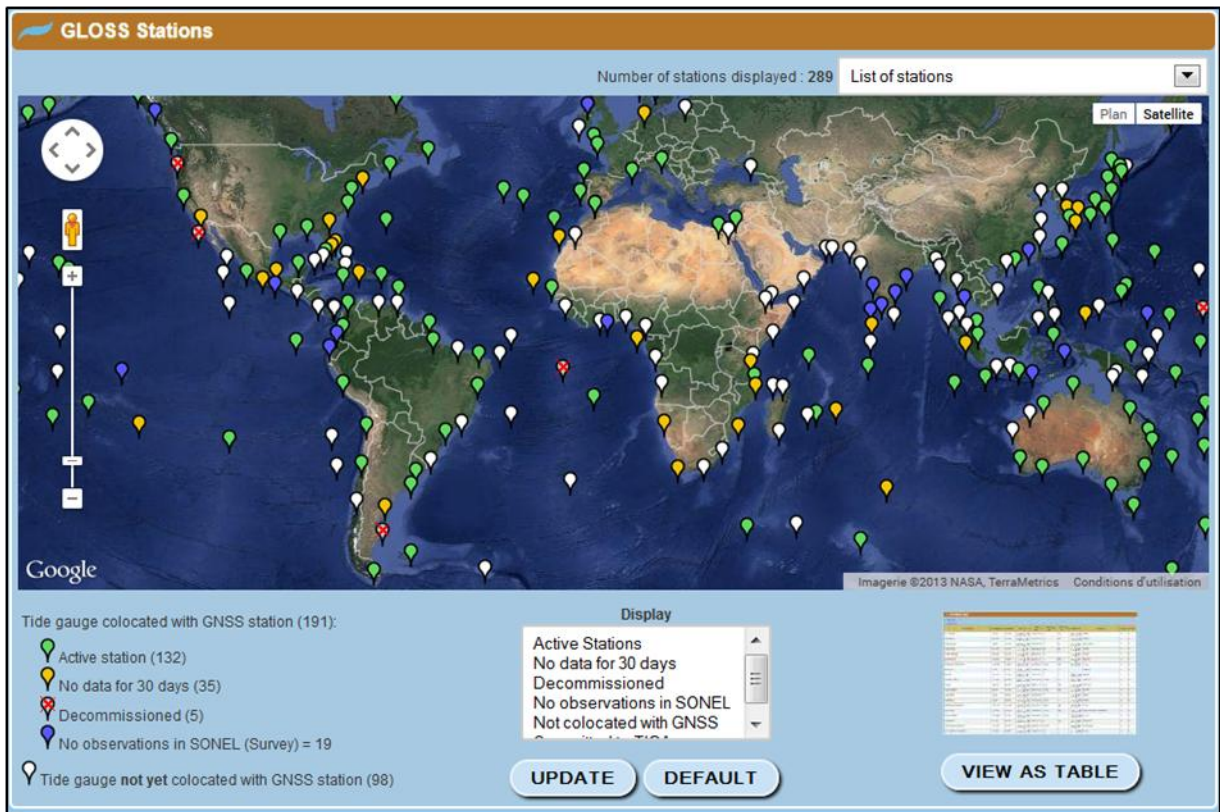 GLOSS Stations
Number of stations displayed : 289 List of stations
Plan Satellite
Google
Imagerie ©2013 NASA, TerraMetrics Conditions d'utilisation
Tide gauge colocated with GNSS station (191):
Active station (132)
No data for 30 days (35)
Decommissioned (5)
No observations in SONEL (Survey) = 19
Tide gauge not yet colocated with GNSS station (98)
Display
Active Stations
No data for 30 days
Decommissioned
No observations in SONEL
Not colocated with GNSS
UPDATE DEFAULT
VIEW AS TABLE